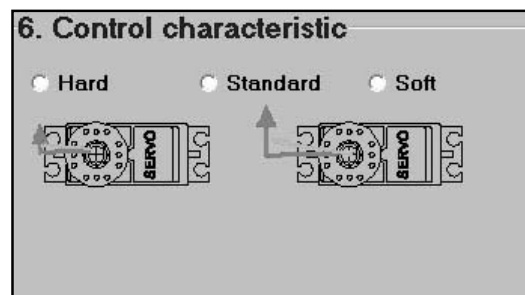 6. Control characteristic
Hard Standard Soft
SERVO SERVO